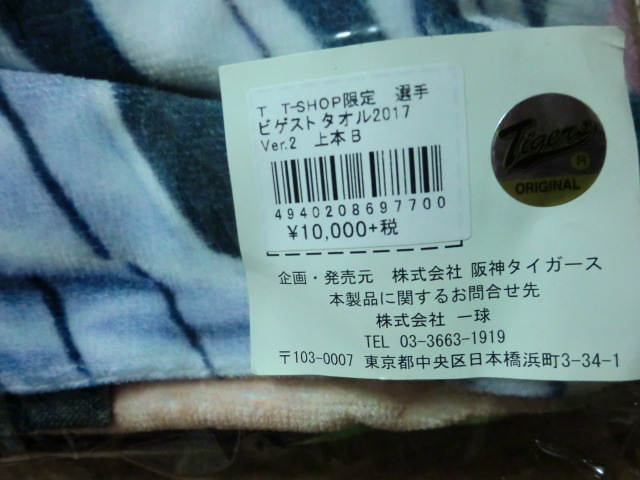 T T-SHOP限定 選手
ビゲストタオル2017
Ver.2 上本B
4940208697700
¥10,000+税
Tigers
®
ORIGINAL
企画・発売元 株式会社 阪神タイガース
本製品に関するお問合せ先
株式会社 一球
TEL 03-3663-1919
〒103-0007 東京都中央区日本橋浜町3-34-1